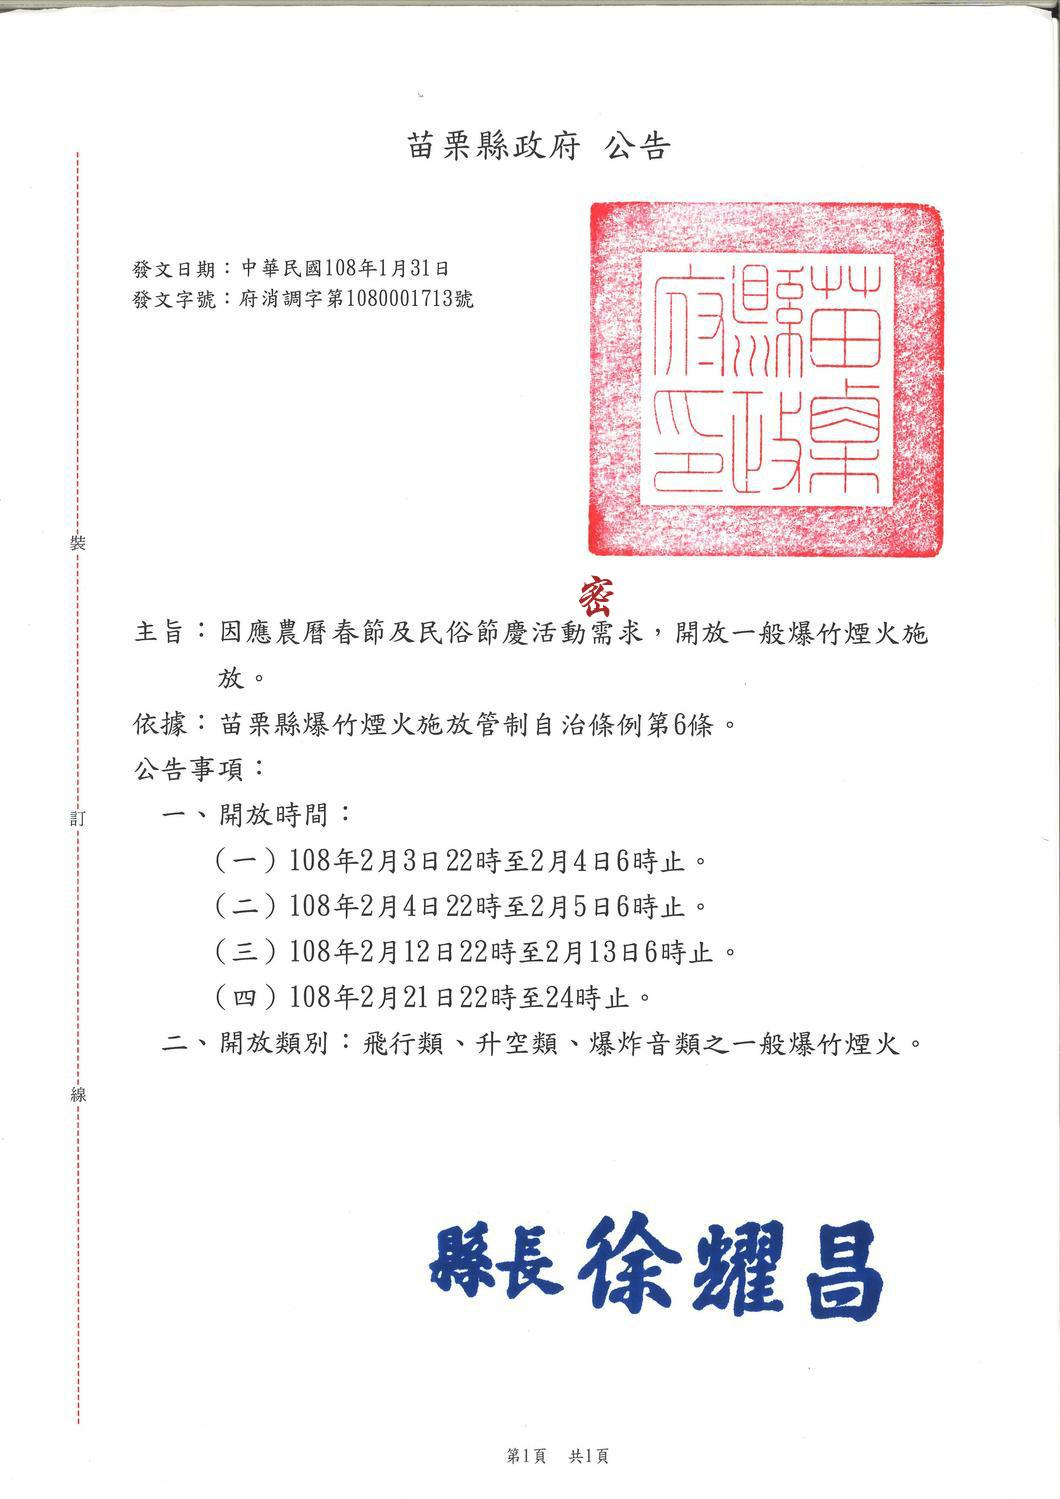 苗栗縣政府 公告
發文日期：中華民國108年1月31日
發文字號：府消調字第1080001713號
苗栗
縣政
府印
密
主旨：因應農曆春節及民俗節慶活動需求，開放一般爆竹煙火施
放。
依據：苗栗縣爆竹煙火施放管制自治條例第6條。
公告事項：
一、開放時間：
（一）108年2月3日22時至2月4日6時止。
（二）108年2月4日22時至2月5日6時止。
（三）108年2月12日22時至2月13日6時止。
（四）108年2月21日22時至24時止。
二、開放類別：飛行類、升空類、爆炸音類之一般爆竹煙火。
縣長 徐耀昌
裝
訂
線
第1頁 共1頁